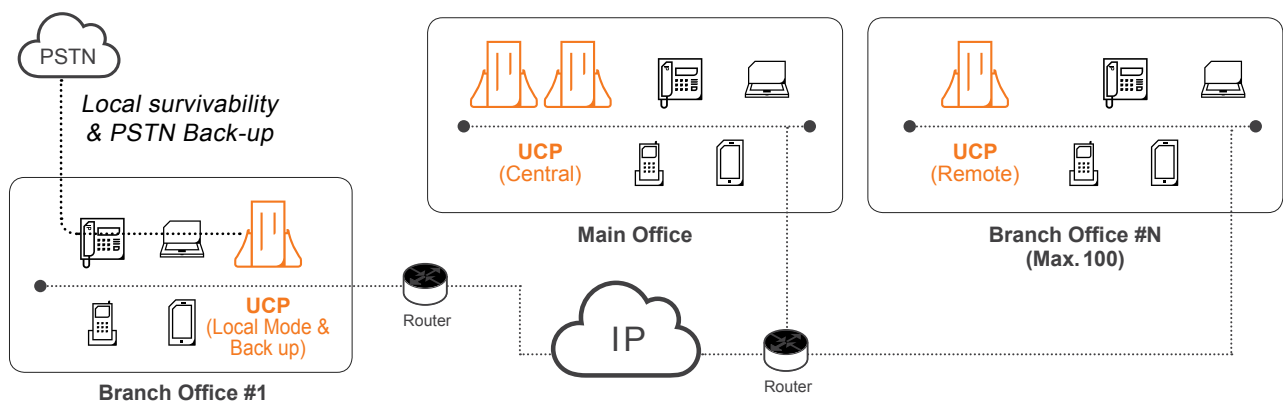 PSTN
Local survivability
& PSTN Back-up
UCP
(Local Mode &
Back up)
Branch Office #1
Router
IP
UCP
(Central)
Main Office
Router
UCP
(Remote)
Branch Office #N
(Max. 100)